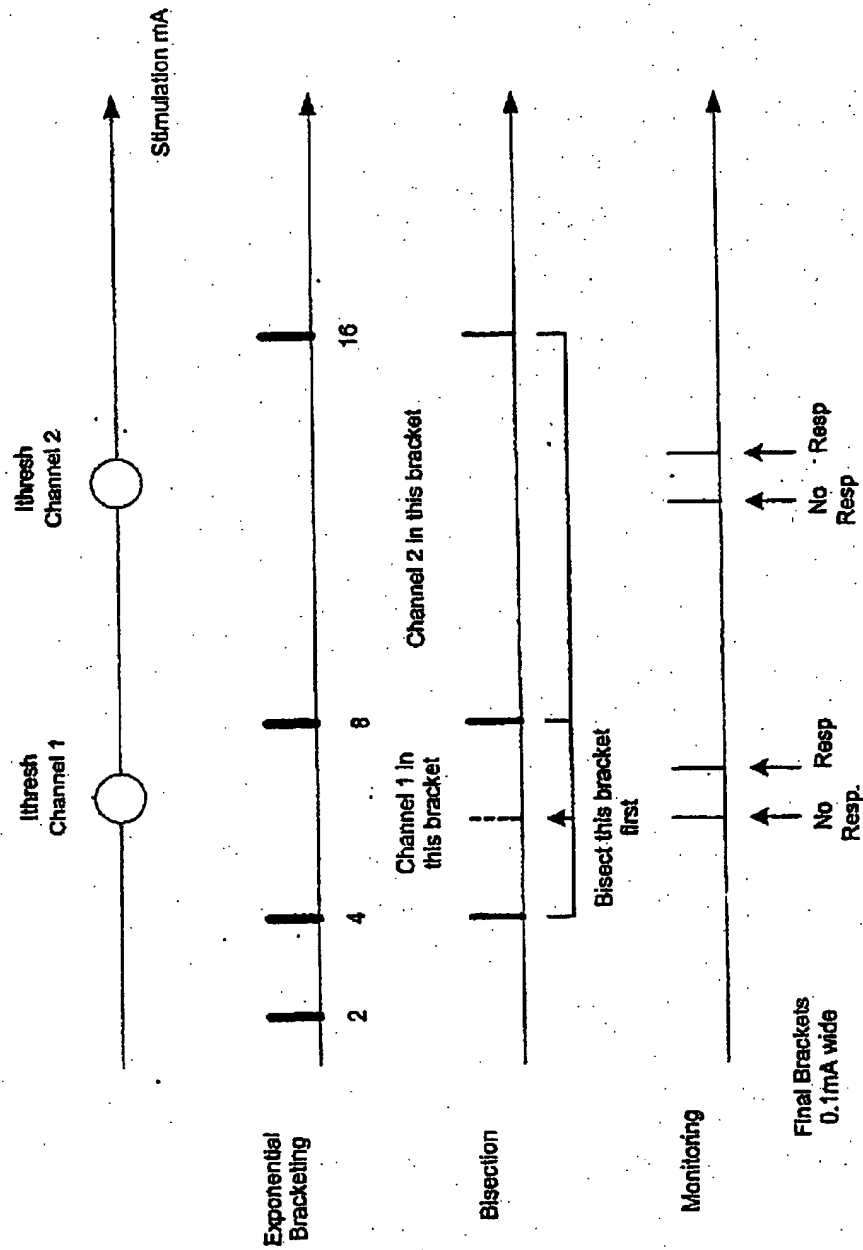 Ithresh
Channel 1
Ithresh
Channel 2
Stimulation mA
Exponential
Bracketing
2
4
8
16
Bisection
Channel 1 in
this bracket
Channel 2 in this bracket
Bisect this bracket
first
Monitoring
No
Resp.
Resp
No
Resp
Resp
Final Brackets
0.1mA wide